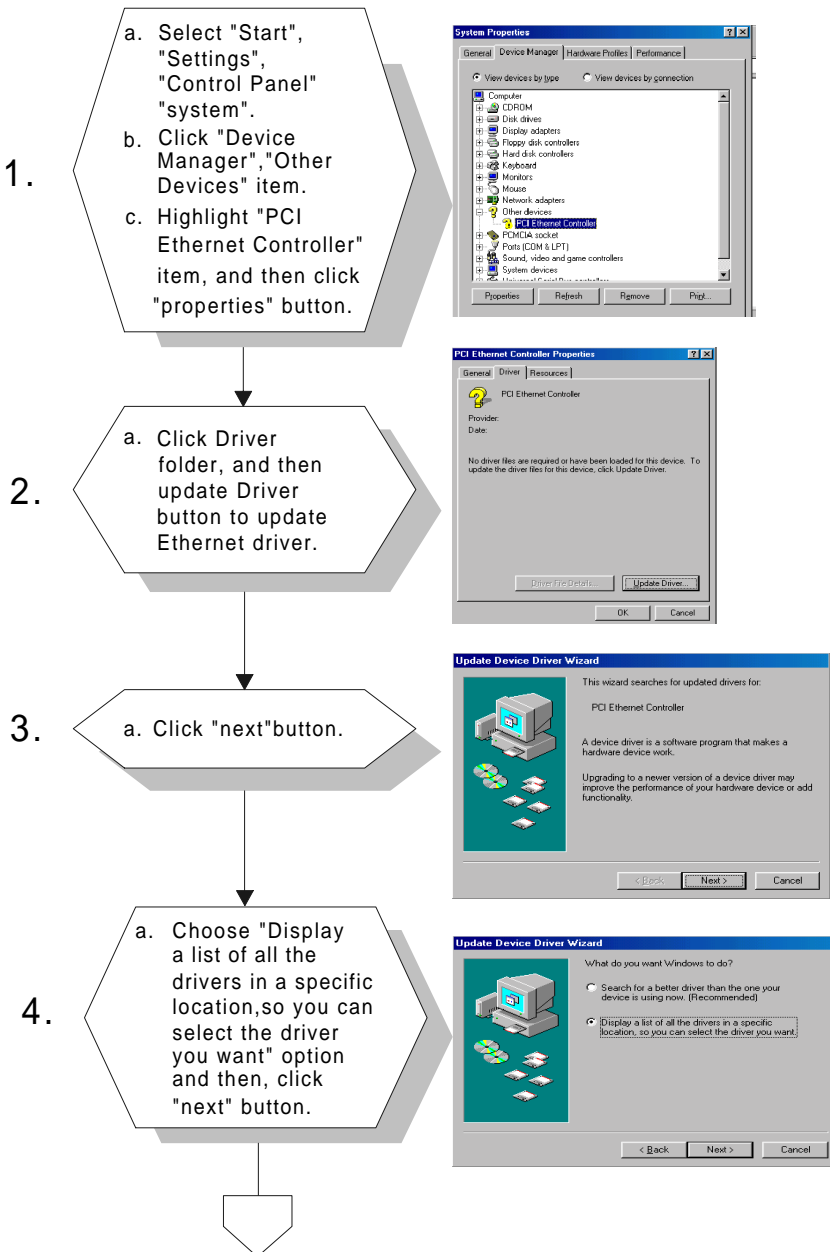 1.
a. Select "Start",
"Settings",
"Control Panel"
"system".
b. Click "Device
Manager","Other
Devices" item.
c. Highlight "PCI
Ethernet Controller"
item, and then click
"properties" button.
System Properties
General Device Manager Hardware Profiles Performance
View devices by type View devices by connection
Computer
CDROM
Disk drives
Display adapters
Floppy disk controllers
Hard disk controllers
Keyboard
Monitors
Mouse
Network adapters
Other devices
PCI Ethernet Controller
PCMCIA socket
Ports (COM & LPT)
Sound, video and game controllers
System devices
Universal Serial Bus controllers
Properties Refresh Remove Print...
2.
a. Click Driver
folder, and then
update Driver
button to update
Ethernet driver.
PCI Ethernet Controller Properties
General Driver Resources
PCI Ethernet Controller
Provider:
Date:
No driver files are required or have been loaded for this device. To
update the driver files for this device, click Update Driver.
Driver File Details... Update Driver...
OK Cancel
3.
a. Click "next"button.
Update Device Driver Wizard
This wizard searches for updated drivers for:
PCI Ethernet Controller
A device driver is a software program that makes a
hardware device work.
Upgrading to a newer version of a device driver may
improve the performance of your hardware device or add
functionality.
< Back Next > Cancel
4.
a. Choose "Display
a list of all the
drivers in a specific
location,so you can
select the driver
you want" option
and then, click
"next" button.
Update Device Driver Wizard
What do you want Windows to do?
Search for a better driver than the one your
device is using now. (Recommended)
Display a list of all the drivers in a specific
location, so you can select the driver you want.
< Back Next > Cancel